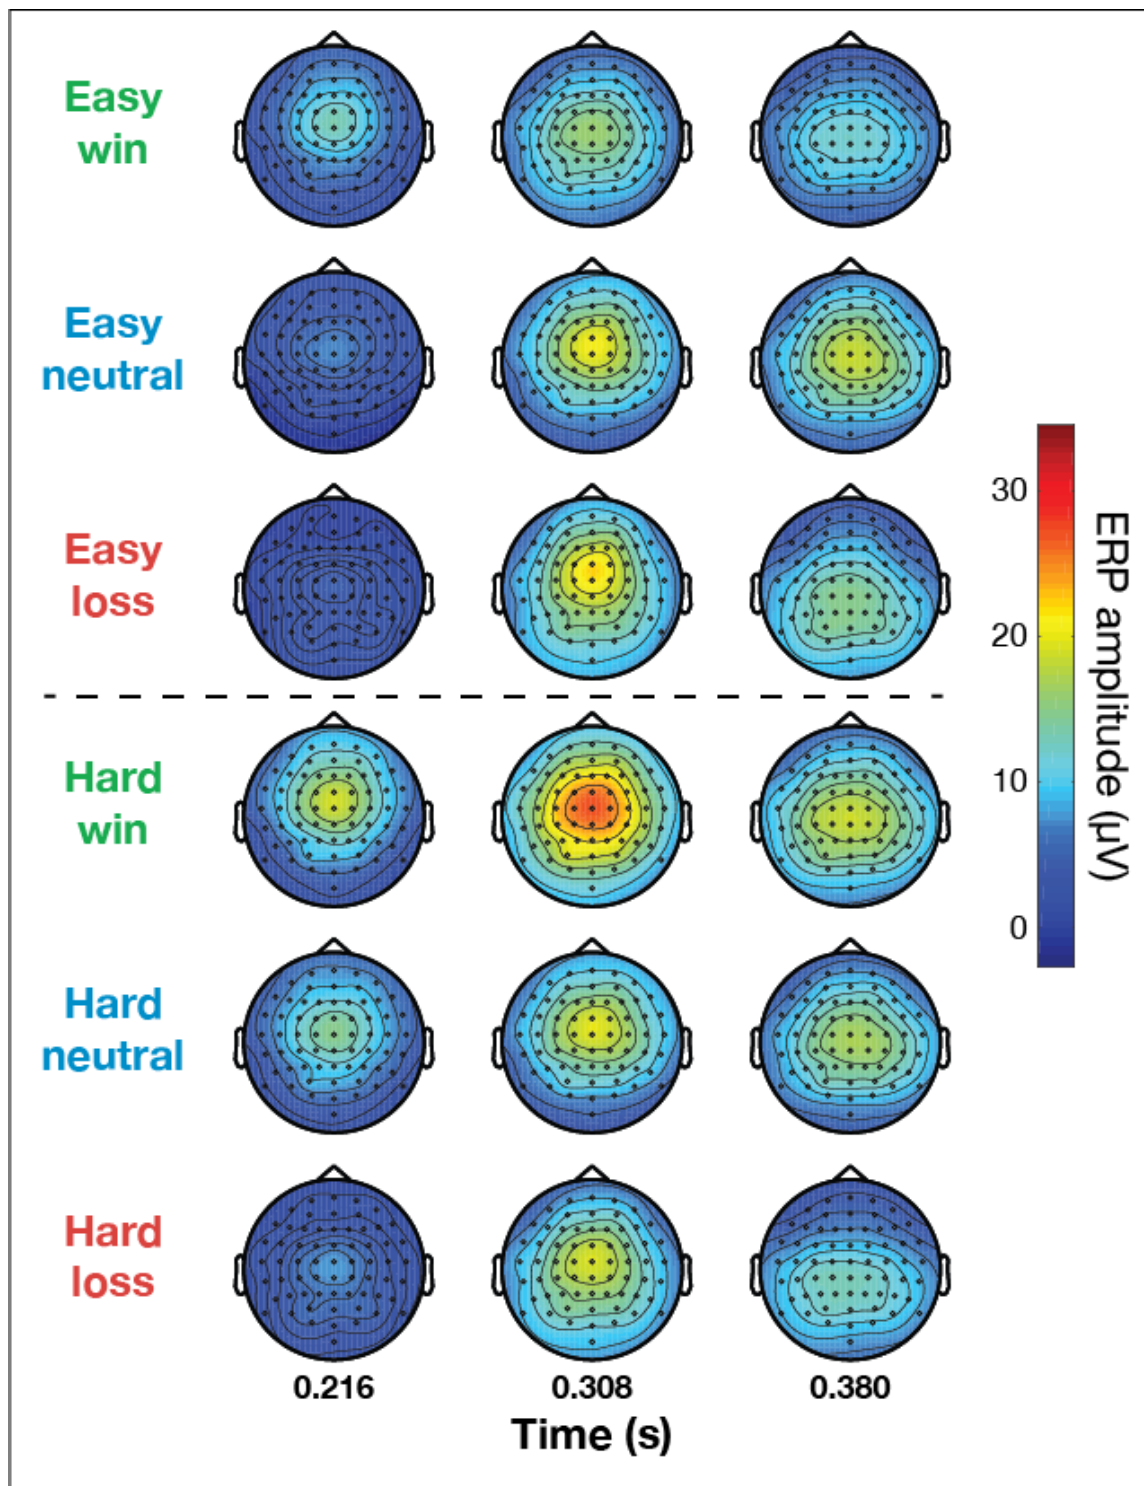 Easy
win
Easy
neutral
Easy
loss
Hard
win
Hard
neutral
Hard
loss
0.216 0.308 0.380
Time (s)
30
20
10
0
ERP amplitude (µV)